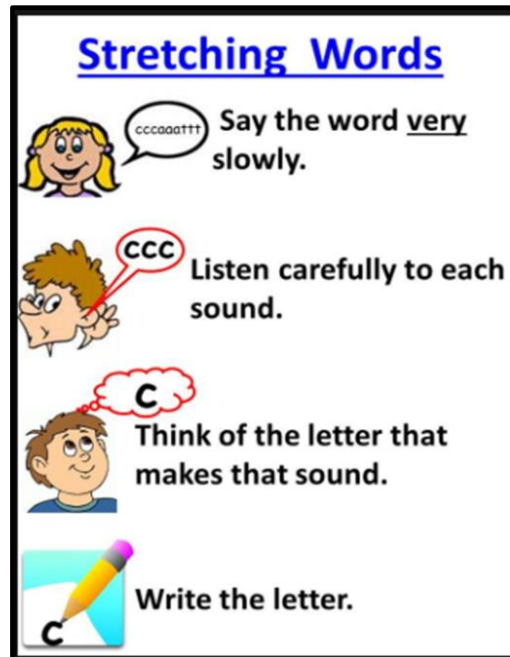 Stretching Words
cccaaattt
Say the word very
slowly.
ccc
Listen carefully to each
sound.
c
Think of the letter that
makes that sound.
Write the letter.
c